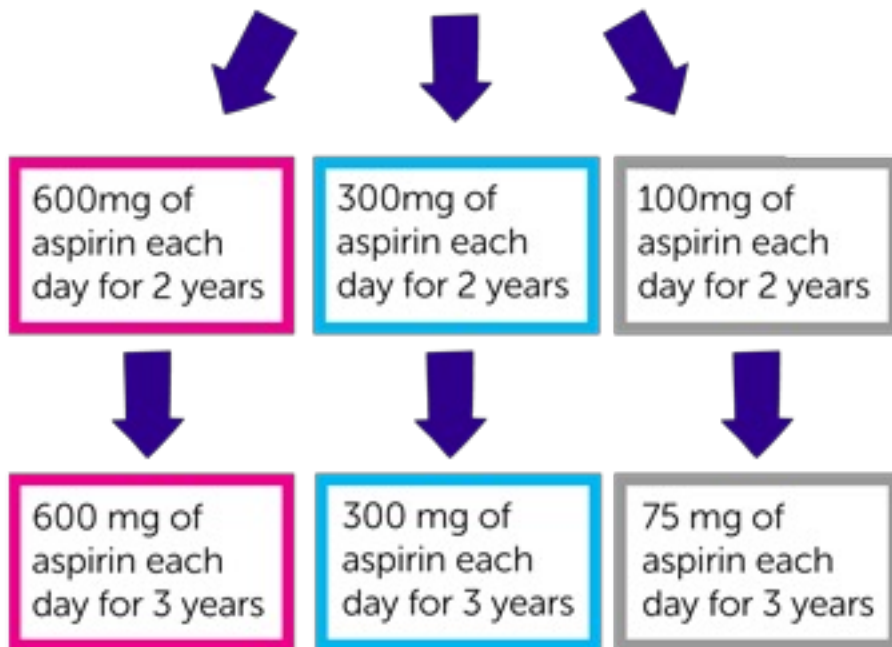 600mg of
aspirin each
day for 2 years
300mg of
aspirin each
day for 2 years
100mg of
aspirin each
day for 2 years
600 mg of
aspirin each
day for 3 years
300 mg of
aspirin each
day for 3 years
75 mg of
aspirin each
day for 3 years